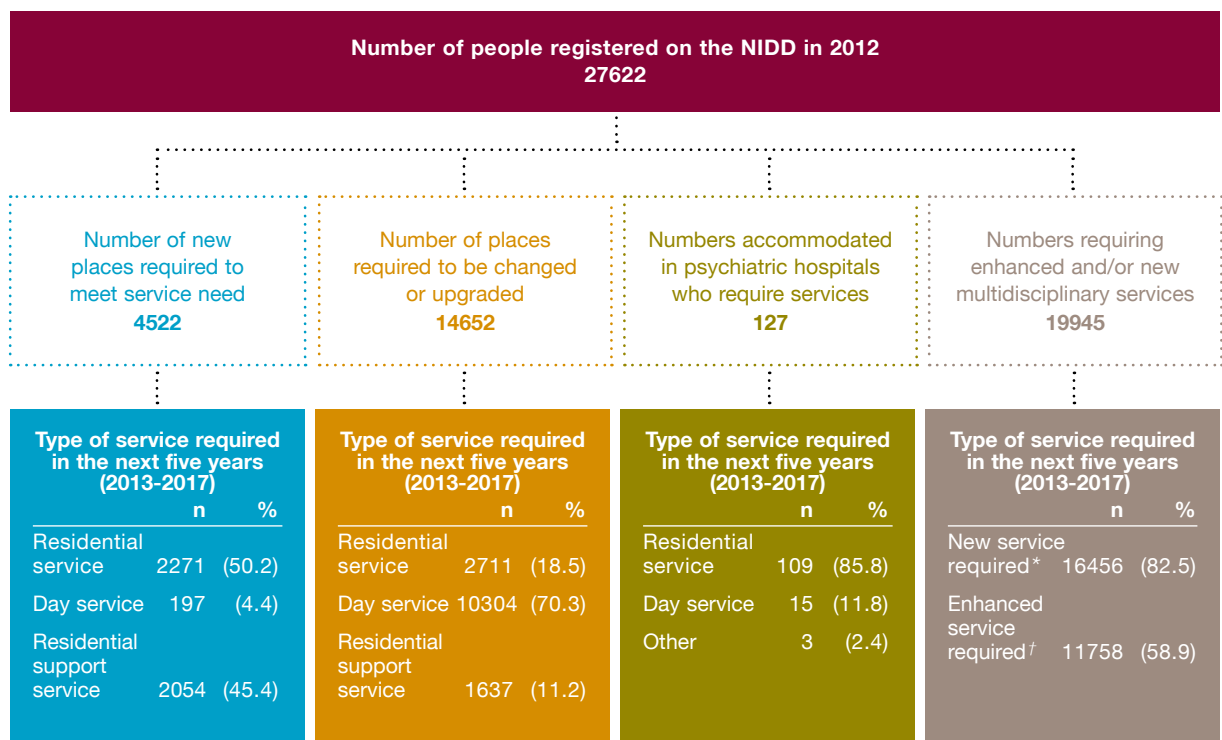 Number of people registered on the NIDD in 2012
27622
Number of new
places required to
meet service need
4522
Number of places
required to be changed
or upgraded
14652
Numbers accommodated
in psychiatric hospitals
who require services
127
Numbers requiring
enhanced and/or new
multidisciplinary services
19945
Type of service required
in the next five years
(2013-2017)
n %
Residential
service 2271 (50.2)
Day service 197 (4.4)
Residential
support
service 2054 (45.4)
Type of service required
in the next five years
(2013-2017)
n %
Residential
service 2711 (18.5)
Day service 10304 (70.3)
Residential
support
service 1637 (11.2)
Type of service required
in the next five years
(2013-2017)
n %
Residential
service 109 (85.8)
Day service 15 (11.8)
Other 3 (2.4)
Type of service required
in the next five years
(2013-2017)
n %
New service
required* 16456 (82.5)
Enhanced
service
required† 11758 (58.9)